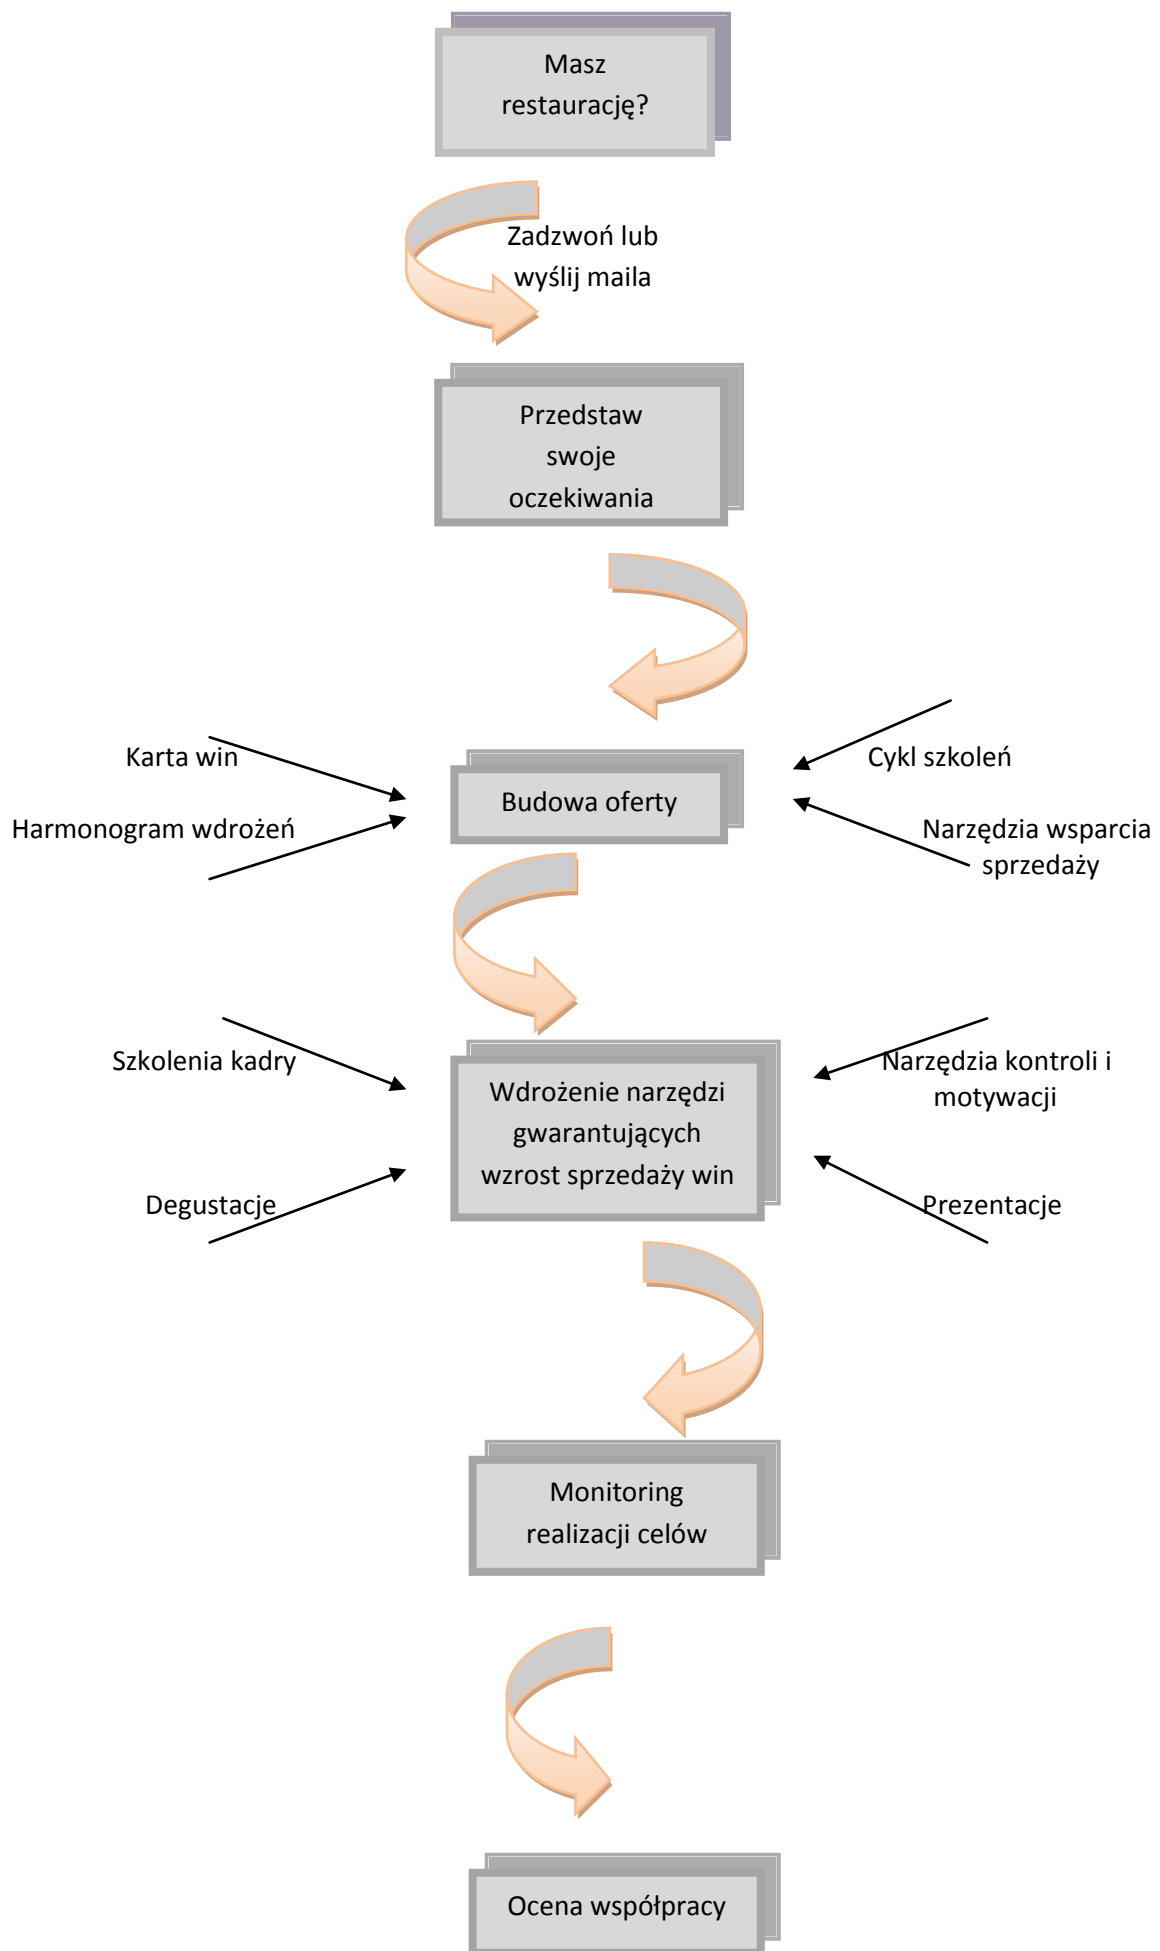 Masz
restaurację?
Zadzwoń lub
wyślij maila
Przedstaw
swoje
oczekiwania
Karta win
Harmonogram wdrożeń
Budowa oferty
Cykl szkoleń
Narzędzia wsparcia
sprzedaży
Szkolenia kadry
Degustacje
Wdrożenie narzędzi
gwarantujących
wzrost sprzedaży win
Narzędzia kontroli i
motywacji
Prezentacje
Monitoring
realizacji celów
Ocena współpracy